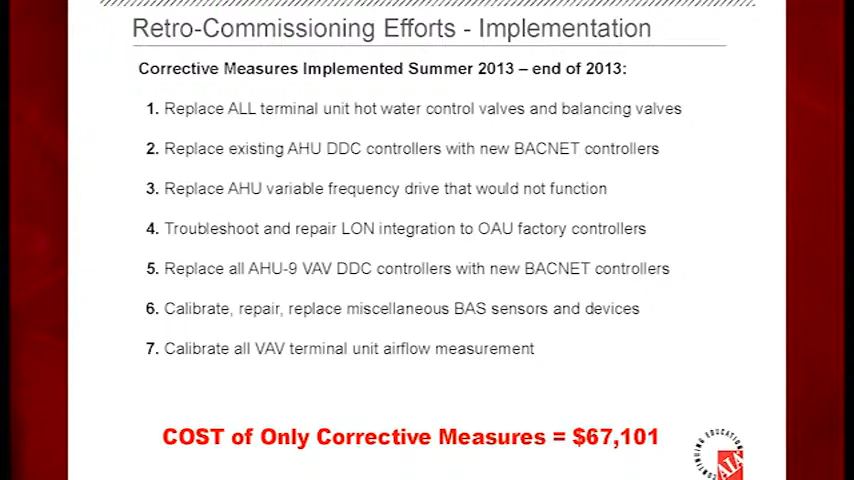 Retro-Commissioning Efforts - Implementation
Corrective Measures Implemented Summer 2013 – end of 2013:
1. Replace ALL terminal unit hot water control valves and balancing valves
2. Replace existing AHU DDC controllers with new BACNET controllers
3. Replace AHU variable frequency drive that would not function
4. Troubleshoot and repair LON integration to OAU factory controllers
5. Replace all AHU-9 VAV DDC controllers with new BACNET controllers
6. Calibrate, repair, replace miscellaneous BAS sensors and devices
7. Calibrate all VAV terminal unit airflow measurement
COST of Only Corrective Measures = $67,101
CONTINUING EDUCATION
AIA